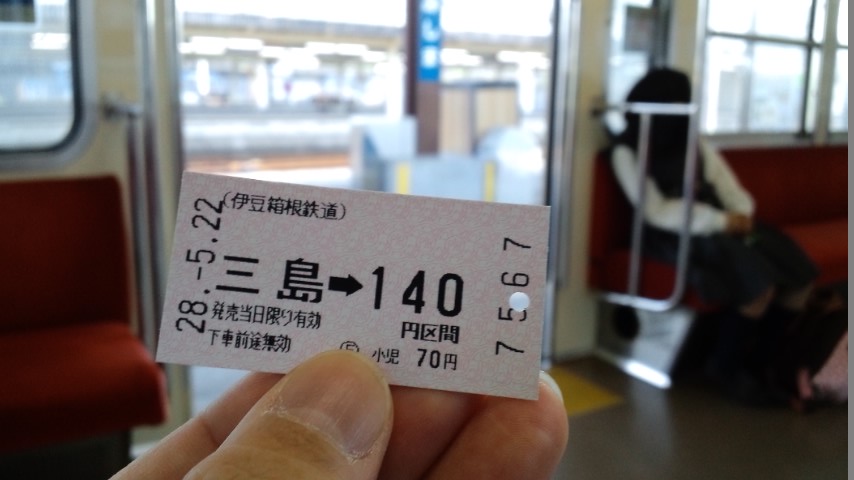 (伊豆箱根鉄道)
28.-5.22
三島➡140
円区間
発売当日限り有効
下車前途無効
小児 70円
7567